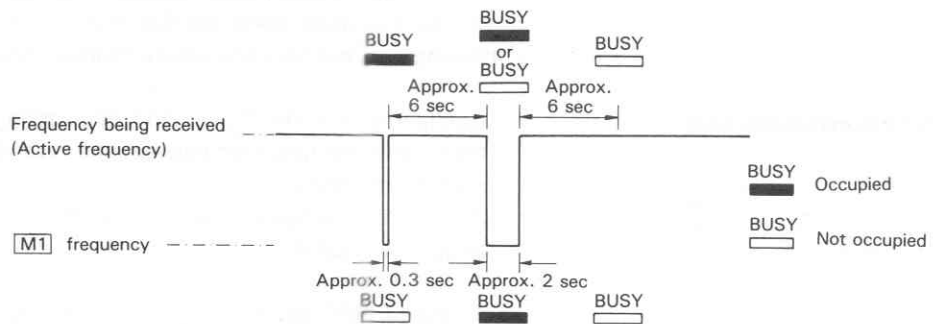 BUSY
BUSY
or
BUSY
BUSY
Approx.
6 sec
Approx.
6 sec
Frequency being received
(Active frequency)
BUSY
Occupied
BUSY
Not occupied
M1 frequency
Approx. 0.3 sec
Approx. 2 sec
BUSY
BUSY
BUSY